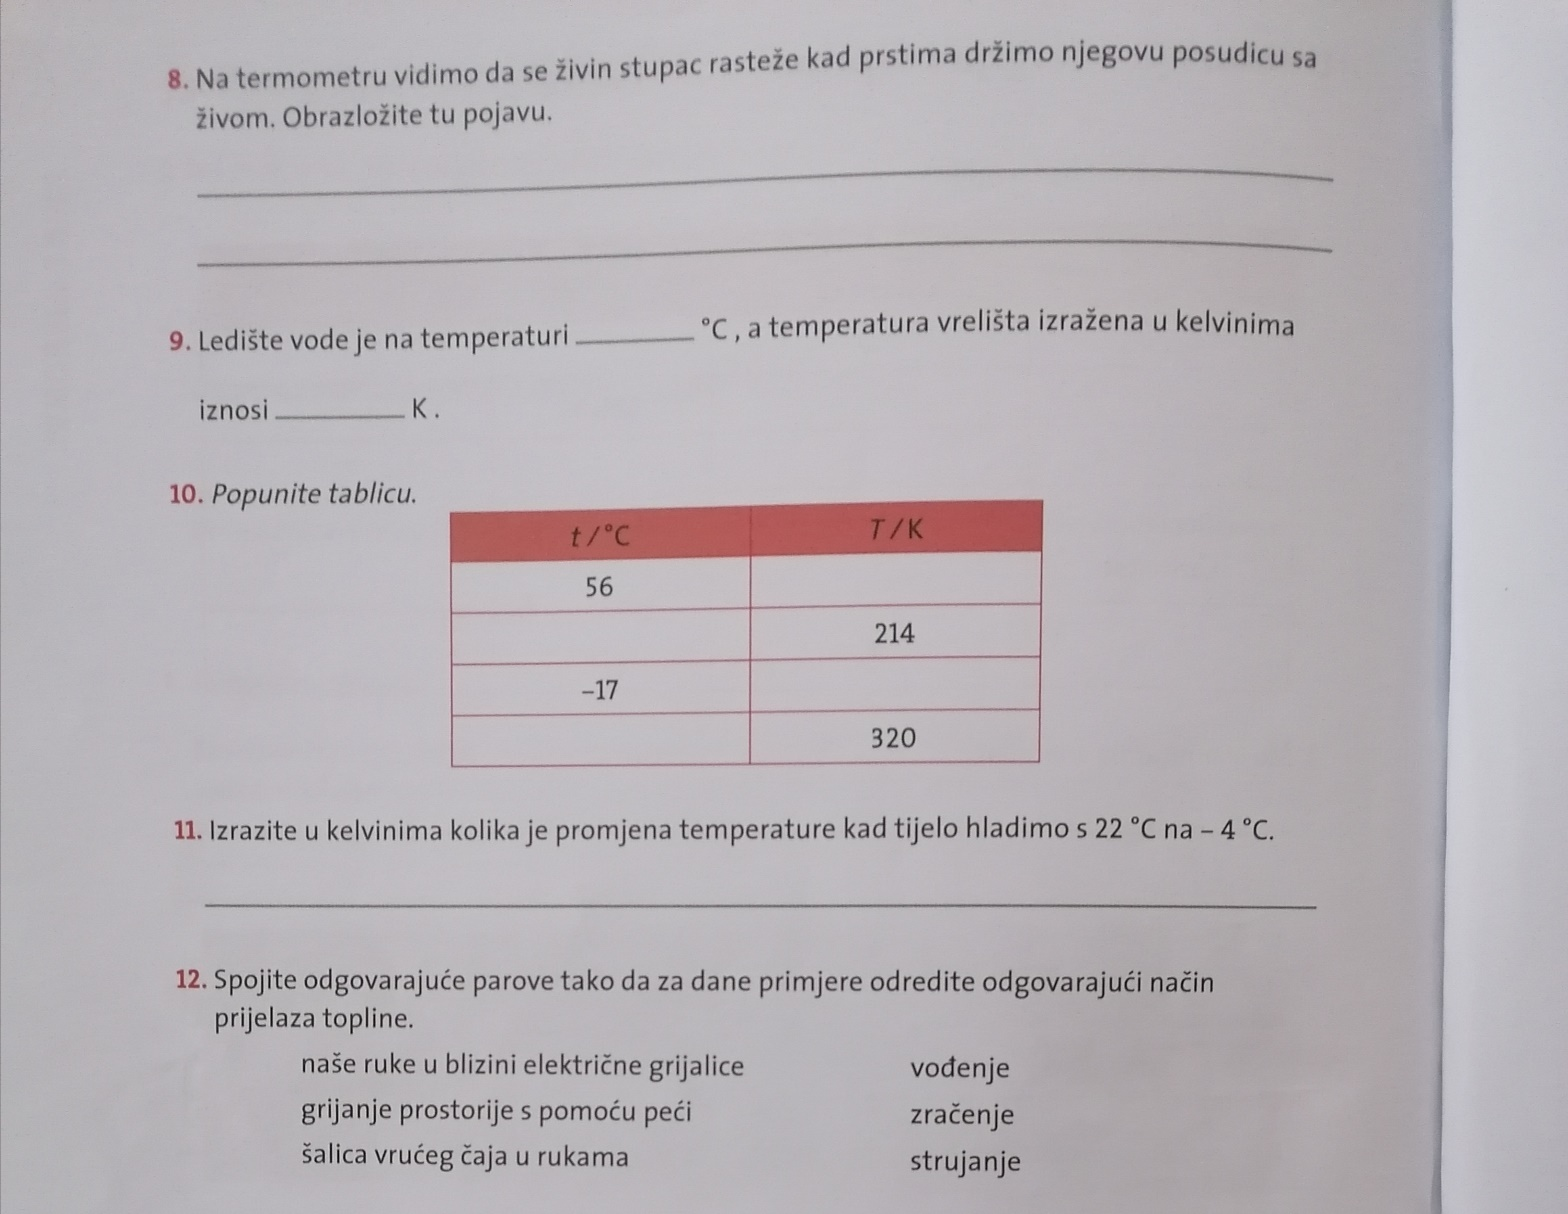 8. Na termometru vidimo da se živin stupac rasteže kad prstima držimo njegovu posudicu sa
živom. Obrazložite tu pojavu.
9. Ledište vode je na temperaturi ________ °C , a temperatura vrelišta izražena u kelvinima
iznosi ________ K .
10. Popunite tablicu.
t / °C T / K
56
214
–17
320
11. Izrazite u kelvinima kolika je promjena temperature kad tijelo hladimo s 22 °C na – 4 °C.
12. Spojite odgovarajuće parove tako da za dane primjere odredite odgovarajući način
prijelaza topline.
naše ruke u blizini električne grijalice vođenje
grijanje prostorije s pomoću peći zračenje
šalica vrućeg čaja u rukama strujanje